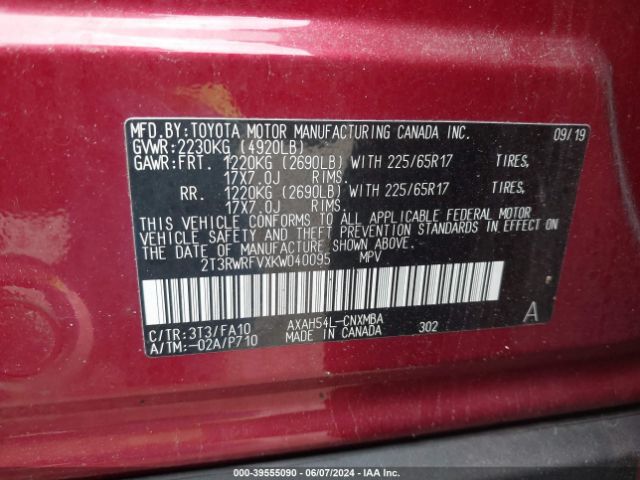 MFD.BY:TOYOTA MOTOR MANUFACTURING CANADA INC. 09/19
GVWR:2230KG (4920LB)
GAWR:FRT. 1220KG (2690LB) WITH 225/65R17 TIRES,
17X7.0J RIMS.
RR. 1220KG (2690LB) WITH 225/65R17 TIRES,
17X7.0J RIMS.
THIS VEHICLE CONFORMS TO ALL APPLICABLE FEDERAL MOTOR
VEHICLE SAFETY AND THEFT PREVENTION STANDARDS IN EFFECT ON
THE DATE OF MANUFACTURE SHOWN ABOVE.
2T3RWRFVXKW040095 MPV
C/TR:3T3/FA10 AXAH54L-CNXMBA 302 A
A/TM:-02A/P710 MADE IN CANADA
000-39555090 - 06/07/2024 - IAA Inc.